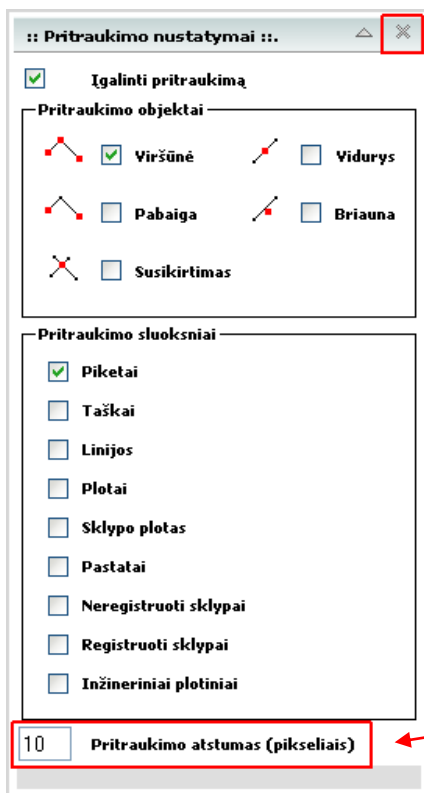 :: Pritraukimo nustatymai ::.
Įgalinti pritraukimą
Pritraukimo objektai
Viršūnė Vidurys
Pabaiga Briauna
Susikirtimas
Pritraukimo sluoksniai
Piketai
Taškai
Linijos
Plotai
Sklypo plotas
Pastatai
Neregistruoti sklypai
Registruoti sklypai
Inžineriniai plotiniai
10 Pritraukimo atstumas (pikseliais)